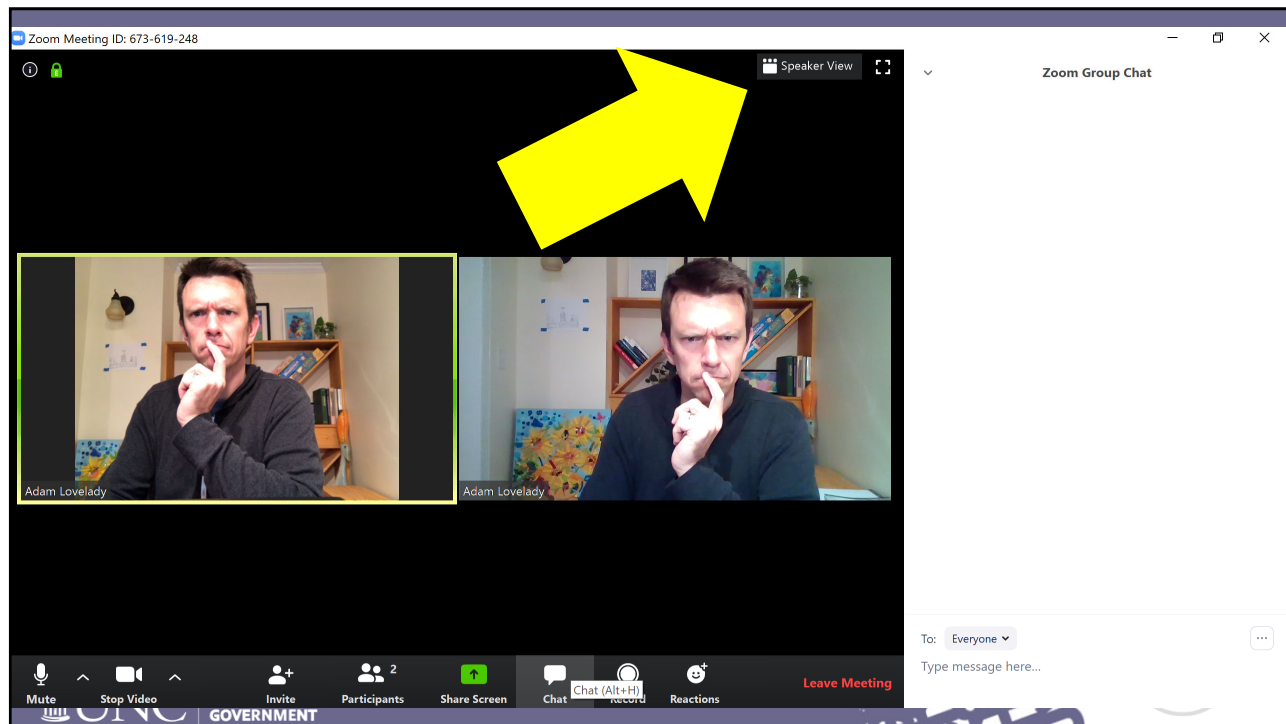 Zoom Meeting ID: 673-619-248
Speaker View
Zoom Group Chat
Adam Lovelady
Adam Lovelady
To: Everyone
Type message here...
2
Mute
Stop Video
Invite
Participants
Share Screen
Chat
Chat (Alt+H)
Record
Reactions
Leave Meeting
UNC
GOVERNMENT